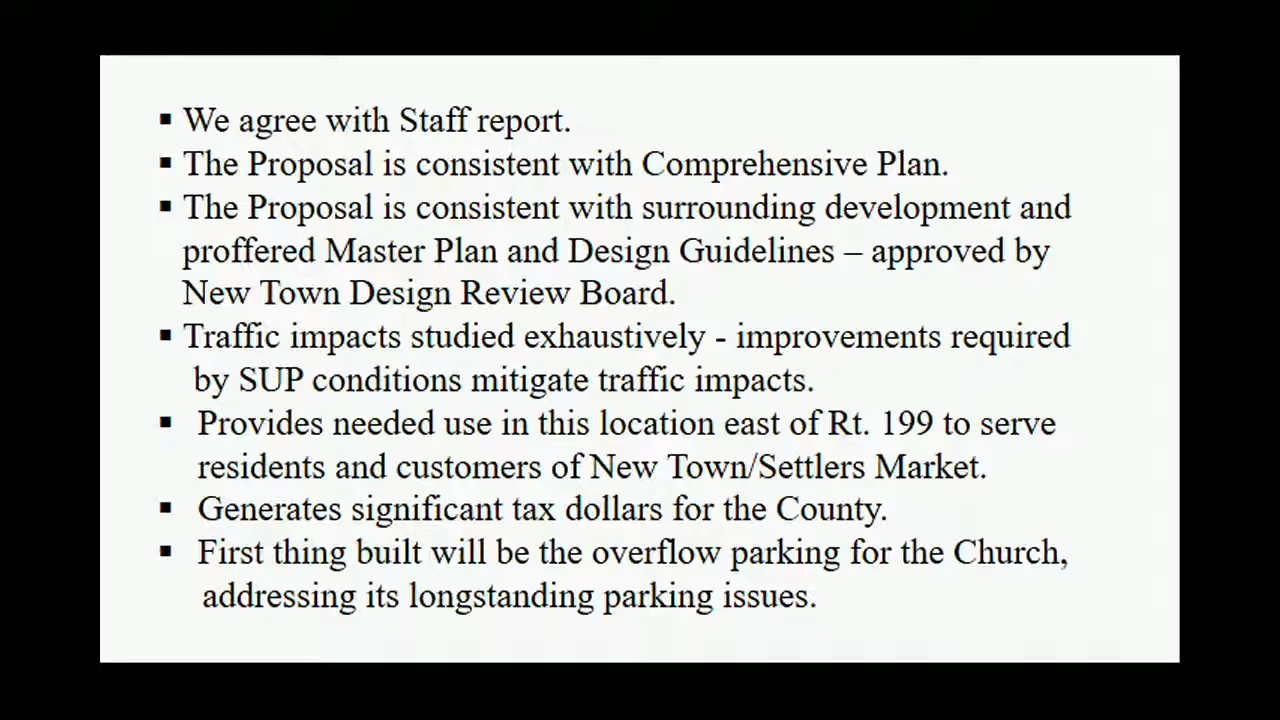 ▪ We agree with Staff report.
▪ The Proposal is consistent with Comprehensive Plan.
▪ The Proposal is consistent with surrounding development and
proffered Master Plan and Design Guidelines – approved by
New Town Design Review Board.
▪ Traffic impacts studied exhaustively - improvements required
by SUP conditions mitigate traffic impacts.
▪ Provides needed use in this location east of Rt. 199 to serve
residents and customers of New Town/Settlers Market.
▪ Generates significant tax dollars for the County.
▪ First thing built will be the overflow parking for the Church,
addressing its longstanding parking issues.